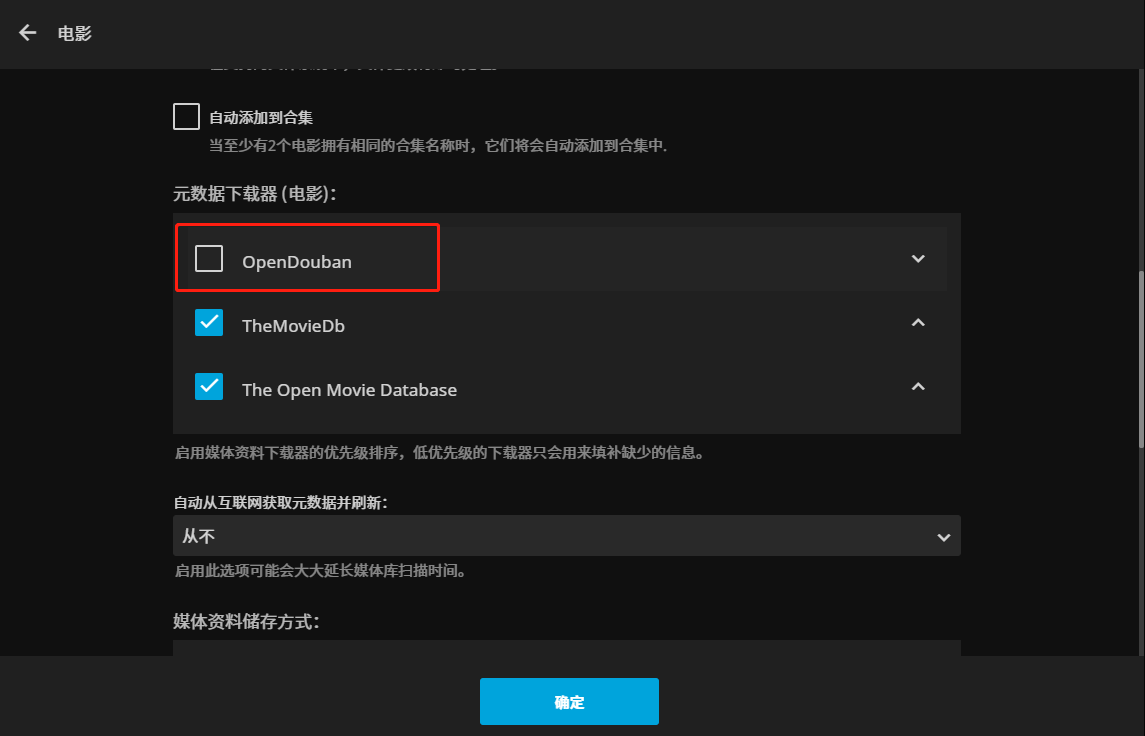 电影
自动添加到合集
当至少有2个电影拥有相同的合集名称时，它们将会自动添加到合集中.
元数据下载器 (电影)：
OpenDouban
TheMovieDb
The Open Movie Database
启用媒体资料下载器的优先级排序，低优先级的下载器只会用来填补缺少的信息。
自动从互联网获取元数据并刷新：
从不
启用此选项可能会大大延长媒体库扫描时间。
媒体资料储存方式：
确定